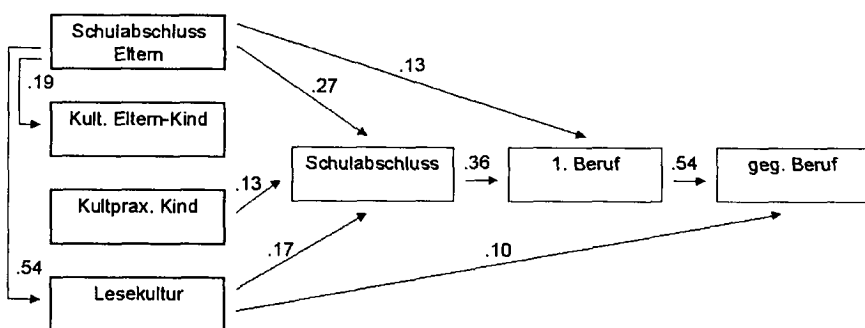 Schulabschluss
Eltern
.13
.27
.19
Kult. Eltern-Kind
Schulabschluss
.36
1. Beruf
.54
geg. Beruf
.13
Kultprax. Kind
.17
.10
.54
Lesekultur